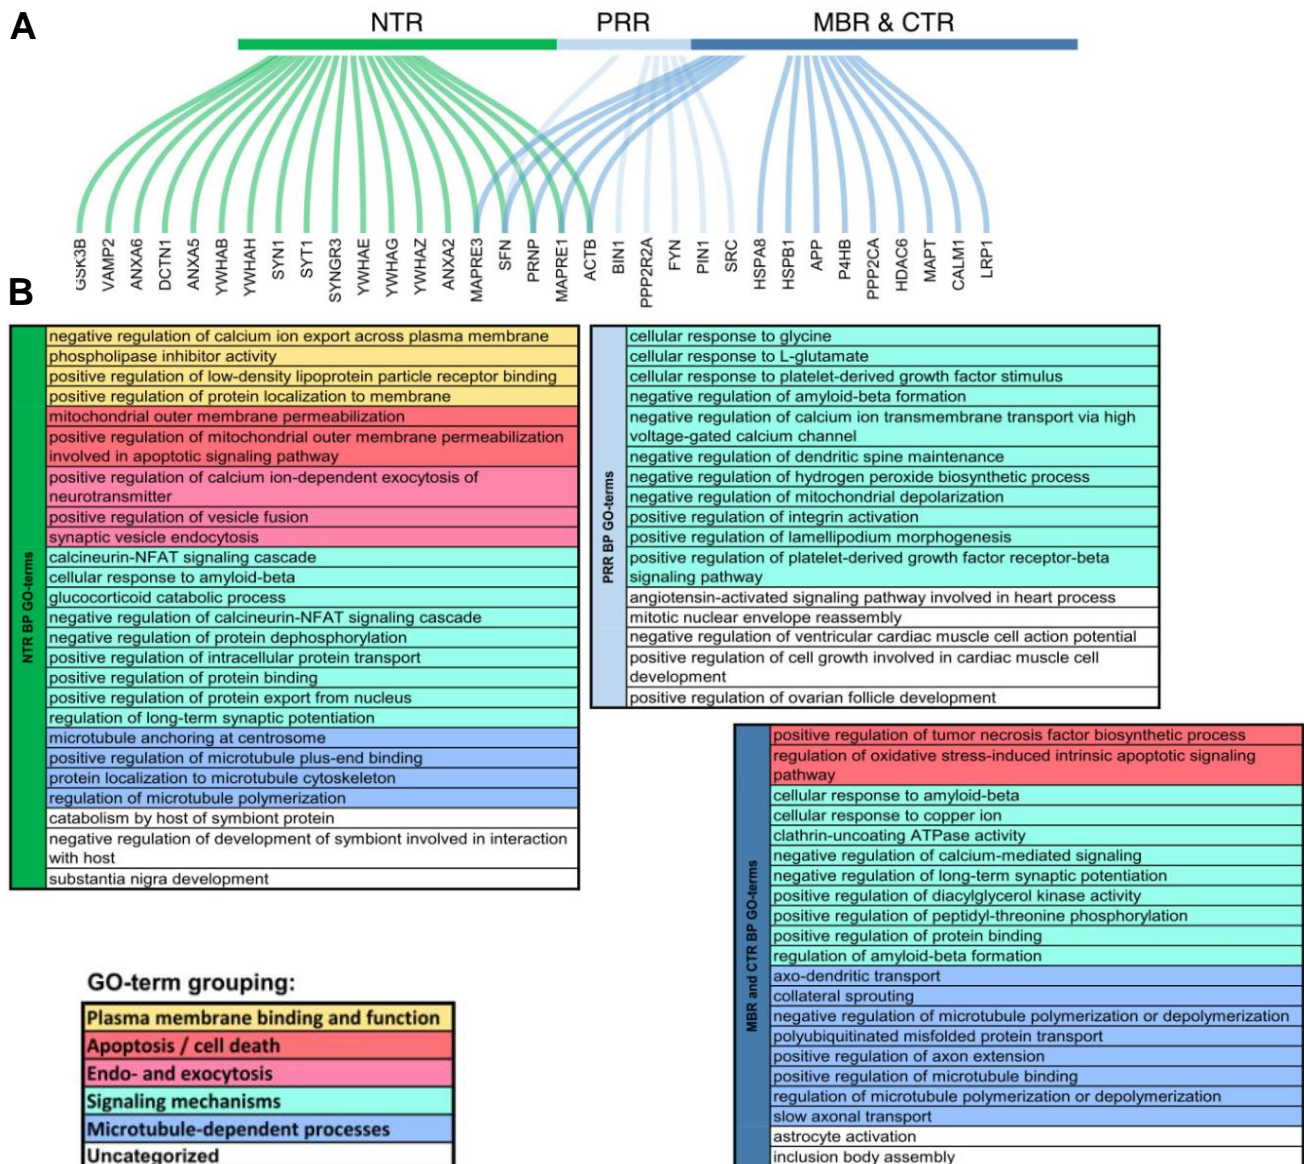 A
NTR
PRR
MBR & CTR
GSK3B
VAMP2
ANXA6
DCTN1
ANXA5
YWHAB
YWHAH
SYN1
SYT1
SYNGR3
YWHAE
YWHAG
YWHAZ
ANXA2
MAPRE3
SFN
PRNP
MAPRE1
ACTB
BIN1
PPP2R2A
FYN
PIN1
SRC
HSPA8
HSPB1
APP
P4HB
PPP2CA
HDAC6
MAPT
CALM1
LRP1
B
NTR BP GO-terms
negative regulation of calcium ion export across plasma membrane
phospholipase inhibitor activity
positive regulation of low-density lipoprotein particle receptor binding
positive regulation of protein localization to membrane
mitochondrial outer membrane permeabilization
positive regulation of mitochondrial outer membrane permeabilization
involved in apoptotic signaling pathway
positive regulation of calcium ion-dependent exocytosis of
neurotransmitter
positive regulation of vesicle fusion
synaptic vesicle endocytosis
calcineurin-NFAT signaling cascade
cellular response to amyloid-beta
glucocorticoid catabolic process
negative regulation of calcineurin-NFAT signaling cascade
negative regulation of protein dephosphorylation
positive regulation of intracellular protein transport
positive regulation of protein binding
positive regulation of protein export from nucleus
regulation of long-term synaptic potentiation
microtubule anchoring at centrosome
positive regulation of microtubule plus-end binding
protein localization to microtubule cytoskeleton
regulation of microtubule polymerization
catabolism by host of symbiont protein
negative regulation of development of symbiont involved in interaction
with host
substantia nigra development
PRR BP GO-terms
cellular response to glycine
cellular response to L-glutamate
cellular response to platelet-derived growth factor stimulus
negative regulation of amyloid-beta formation
negative regulation of calcium ion transmembrane transport via high
voltage-gated calcium channel
negative regulation of dendritic spine maintenance
negative regulation of hydrogen peroxide biosynthetic process
negative regulation of mitochondrial depolarization
positive regulation of integrin activation
positive regulation of lamellipodium morphogenesis
positive regulation of platelet-derived growth factor receptor-beta
signaling pathway
angiotensin-activated signaling pathway involved in heart process
mitotic nuclear envelope reassembly
negative regulation of ventricular cardiac muscle cell action potential
positive regulation of cell growth involved in cardiac muscle cell
development
positive regulation of ovarian follicle development
MBR and CTR BP GO-terms
positive regulation of tumor necrosis factor biosynthetic process
regulation of oxidative stress-induced intrinsic apoptotic signaling
pathway
cellular response to amyloid-beta
cellular response to copper ion
clathrin-uncoating ATPase activity
negative regulation of calcium-mediated signaling
negative regulation of long-term synaptic potentiation
positive regulation of diacylglycerol kinase activity
positive regulation of peptidyl-threonine phosphorylation
positive regulation of protein binding
regulation of amyloid-beta formation
axo-dendritic transport
collateral sprouting
negative regulation of microtubule polymerization or depolymerization
polyubiquitinated misfolded protein transport
positive regulation of axon extension
positive regulation of microtubule binding
regulation of microtubule polymerization or depolymerization
slow axonal transport
astrocyte activation
inclusion body assembly
GO-term grouping:
Plasma membrane binding and function
Apoptosis / cell death
Endo- and exocytosis
Signaling mechanisms
Microtubule-dependent processes
Uncategorized